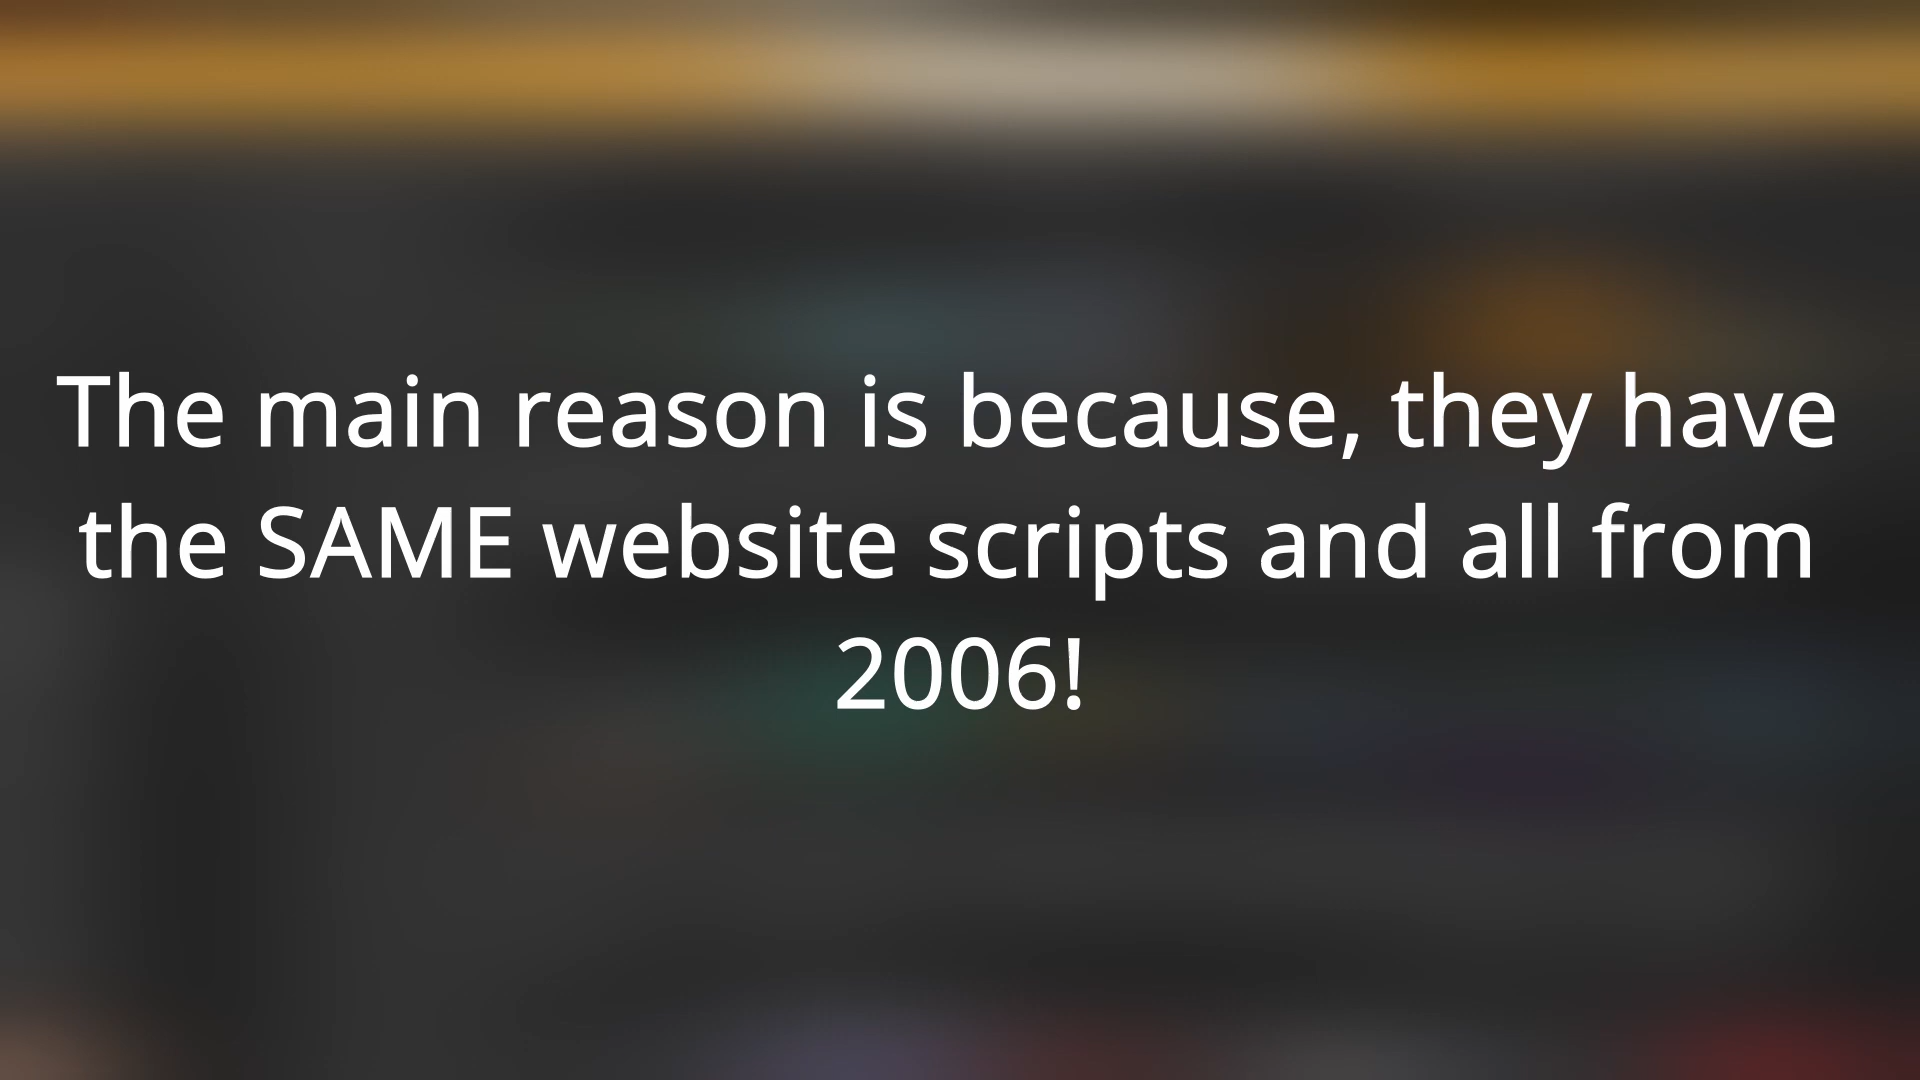 The main reason is because, they have
the SAME website scripts and all from
2006!